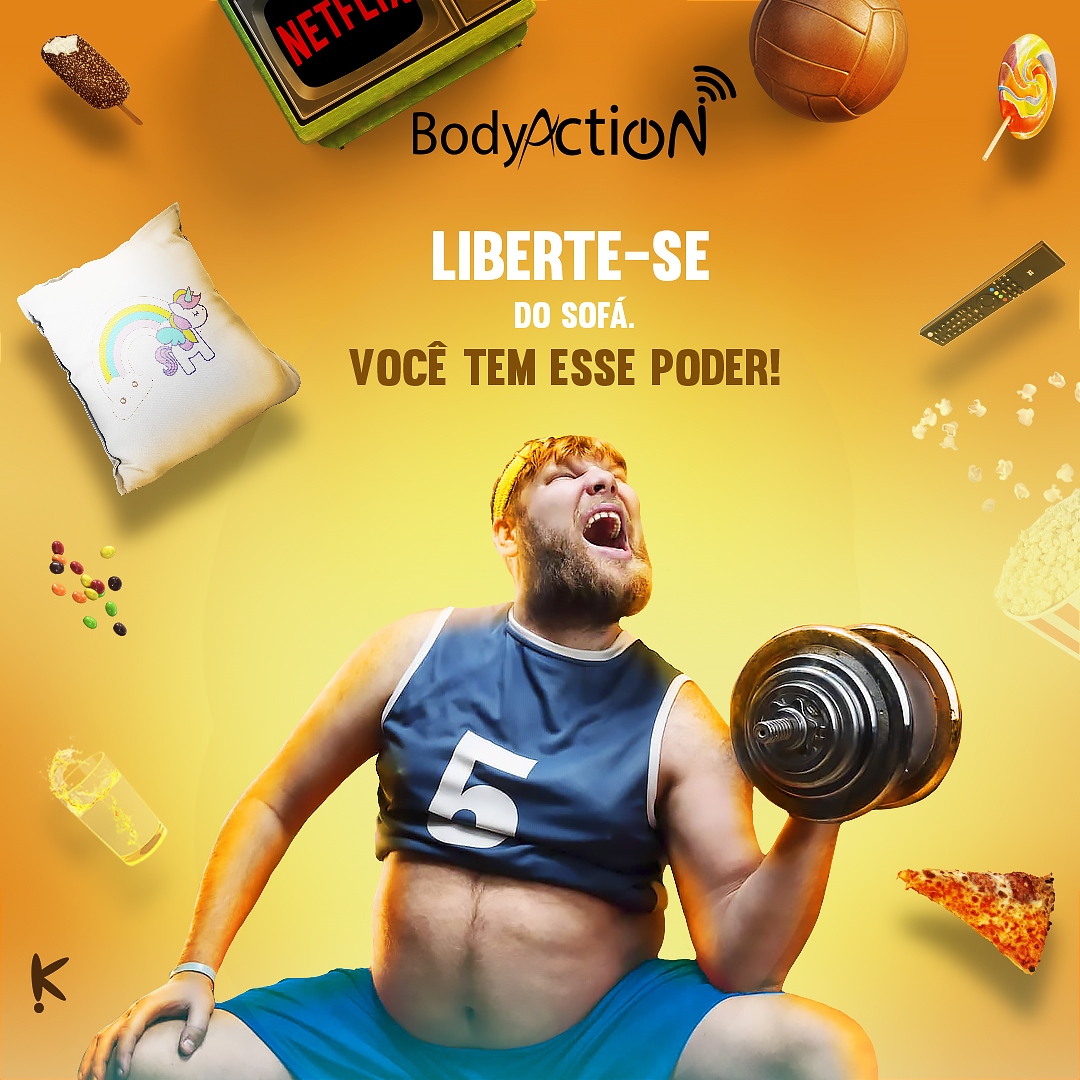 NETFLIX
BodyActioN
LIBERTE-SE
DO SOFÁ.
VOCÊ TEM ESSE PODER!
5
K